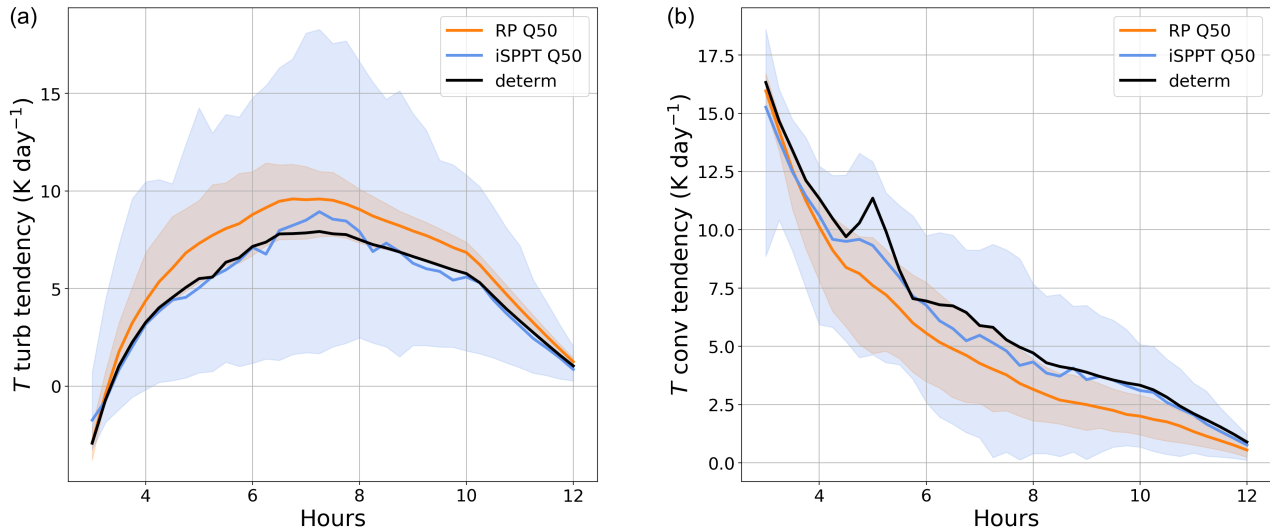 (a)
RP Q50
iSPPT Q50
determ
T turb tendency (K day⁻¹)
15
10
5
0
4
6
8
10
12
Hours
(b)
RP Q50
iSPPT Q50
determ
T conv tendency (K day⁻¹)
17.5
15.0
12.5
10.0
7.5
5.0
2.5
0.0
4
6
8
10
12
Hours